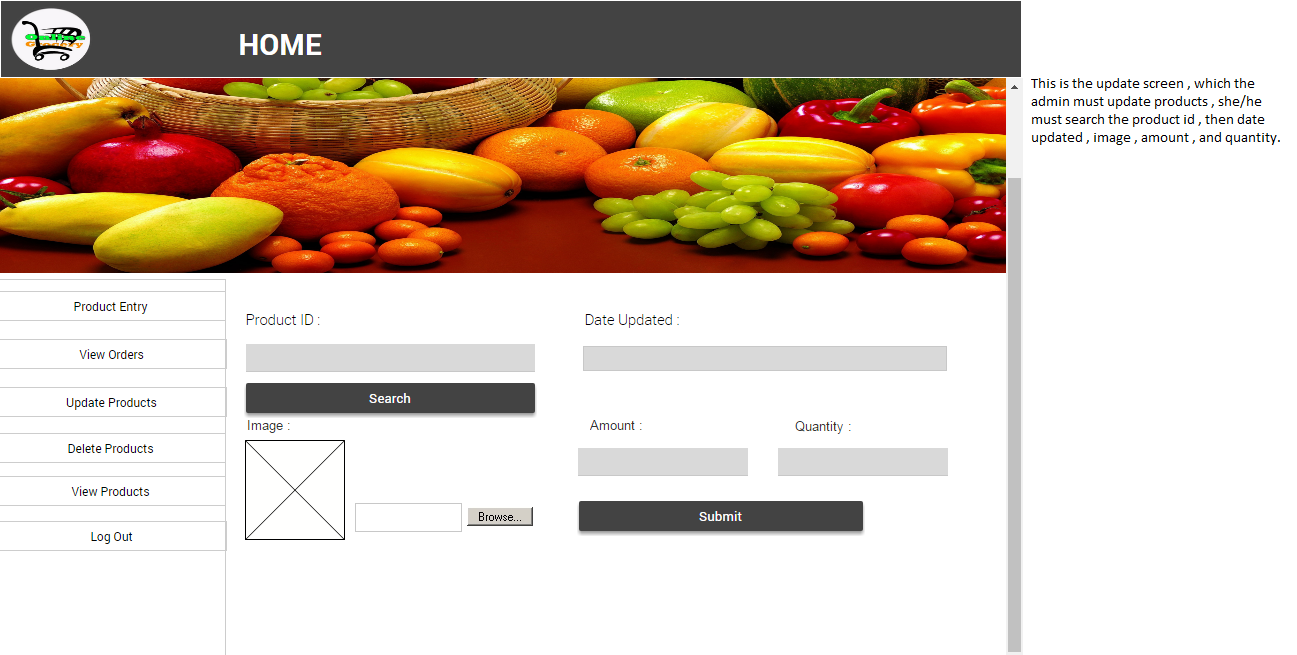 Online
Grocery
HOME
This is the update screen , which the
admin must update products , she/he
must search the product id , then date
updated , image , amount , and quantity.
Product Entry
View Orders
Update Products
Delete Products
View Products
Log Out
Product ID :
Date Updated :
Search
Image :
Amount :
Quantity :
Browse...
Submit